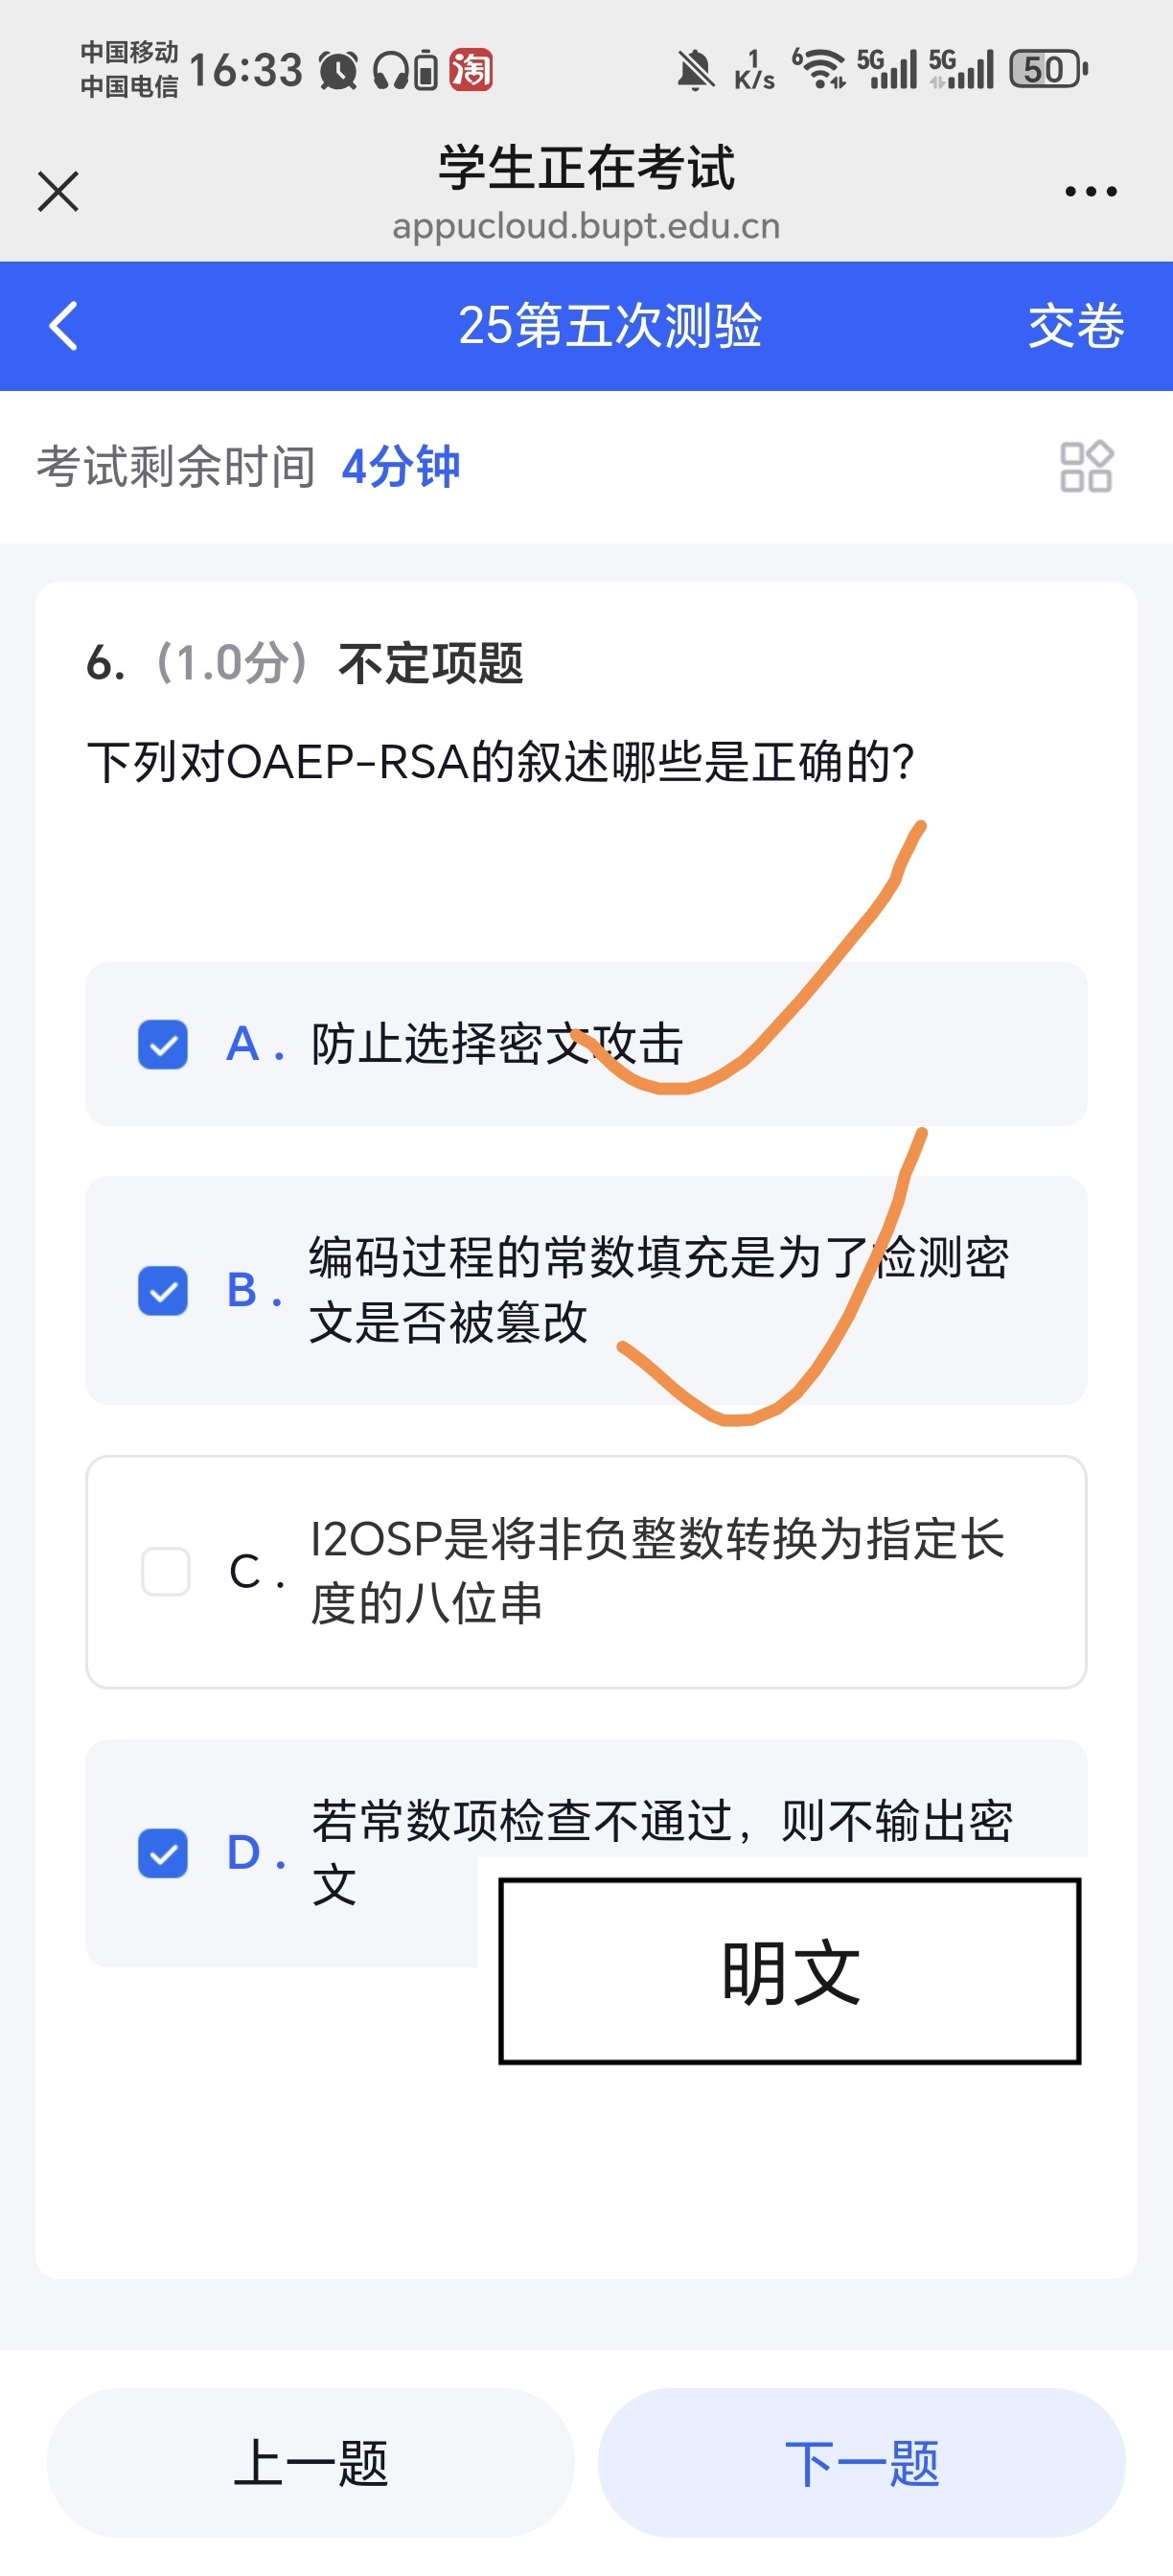 中国移动
中国电信
16:33
淘
1
K/s
6
5G
5G
50
学生正在考试
appucloud.bupt.edu.cn
25第五次测验
交卷
考试剩余时间 4分钟
6.（1.0分）不定项题
下列对OAEP-RSA的叙述哪些是正确的?
A. 防止选择密文攻击
B. 编码过程的常数填充是为了检测密
文是否被篡改
C. I2OSP是将非负整数转换为指定长
度的八位串
D. 若常数项检查不通过，则不输出密
文
明文
上一题
下一题